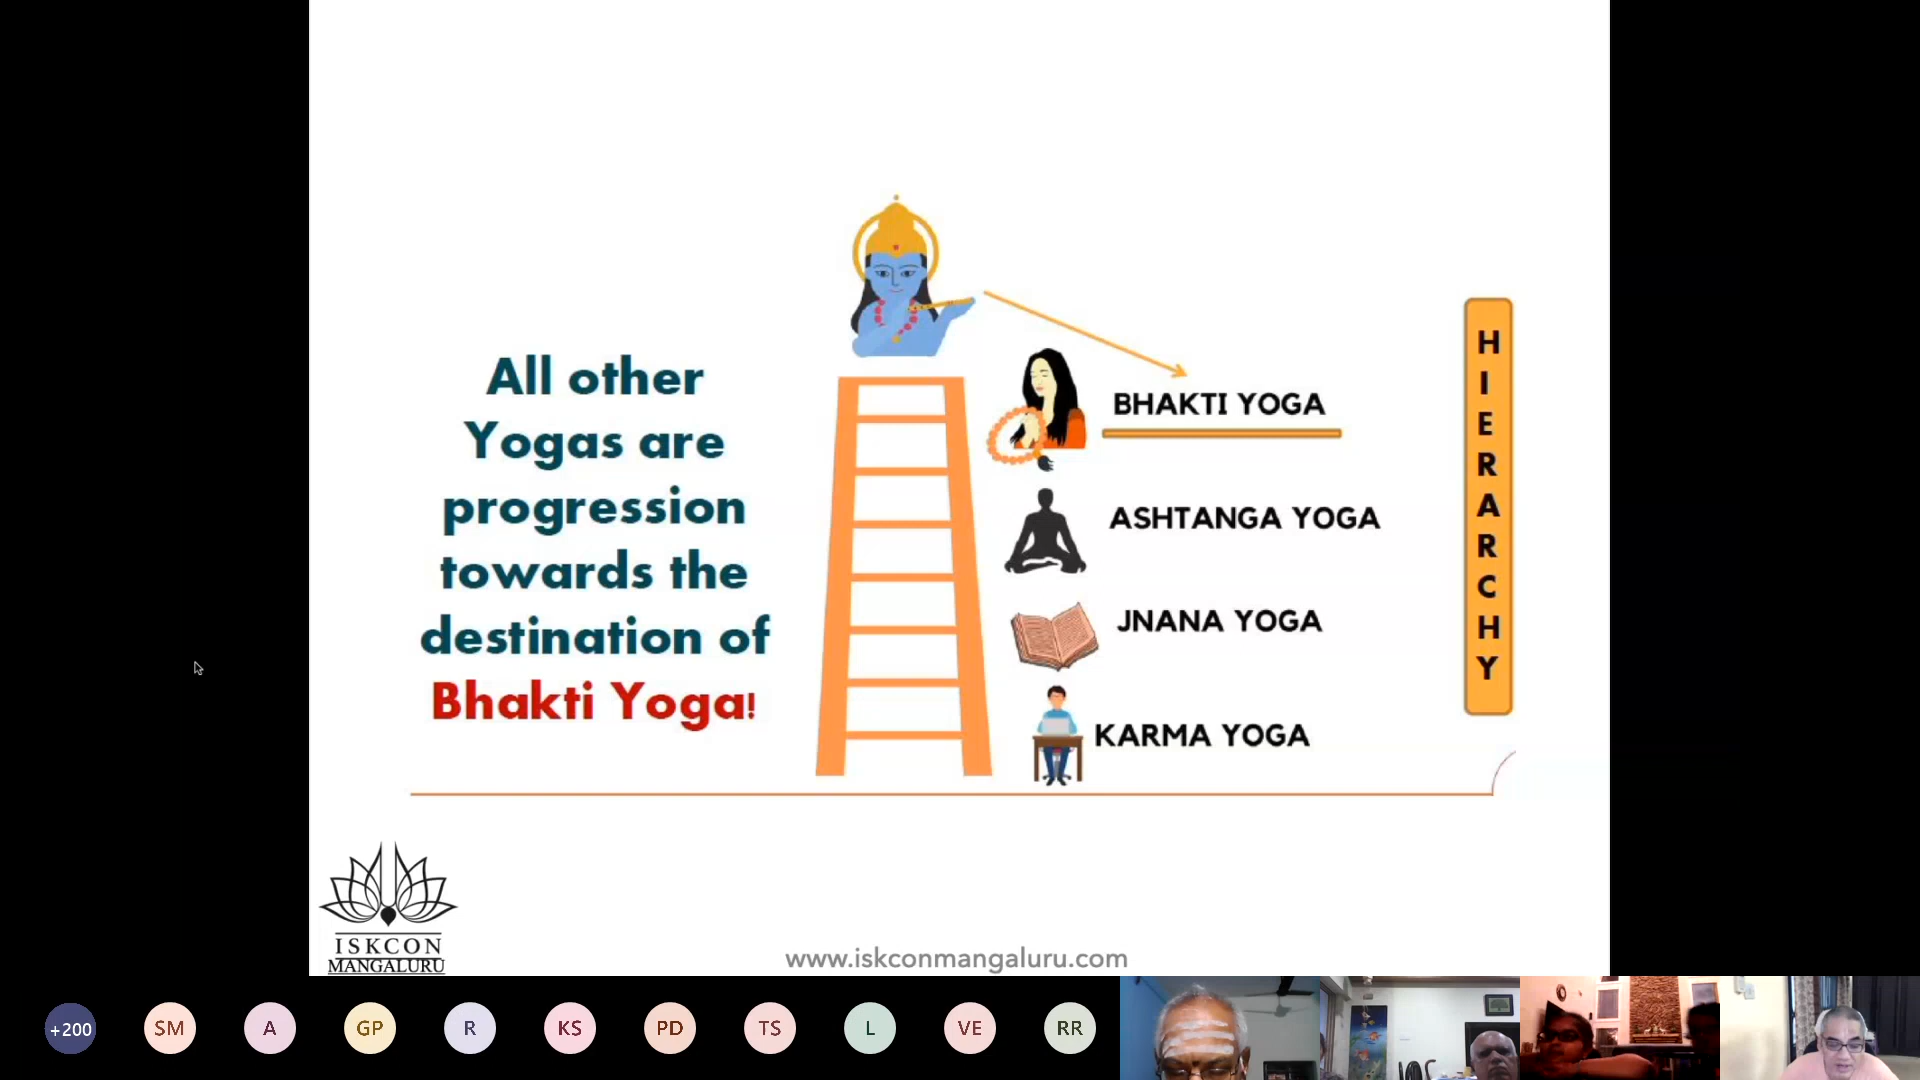 All other
Yogas are
progression
towards the
destination of
Bhakti Yoga!
BHAKTI YOGA
ASHTANGA YOGA
JNANA YOGA
KARMA YOGA
HIERARCHY
ISKCON
MANGALURU
www.iskconmangaluru.com
+200
SM
A
GP
R
KS
PD
TS
L
VE
RR